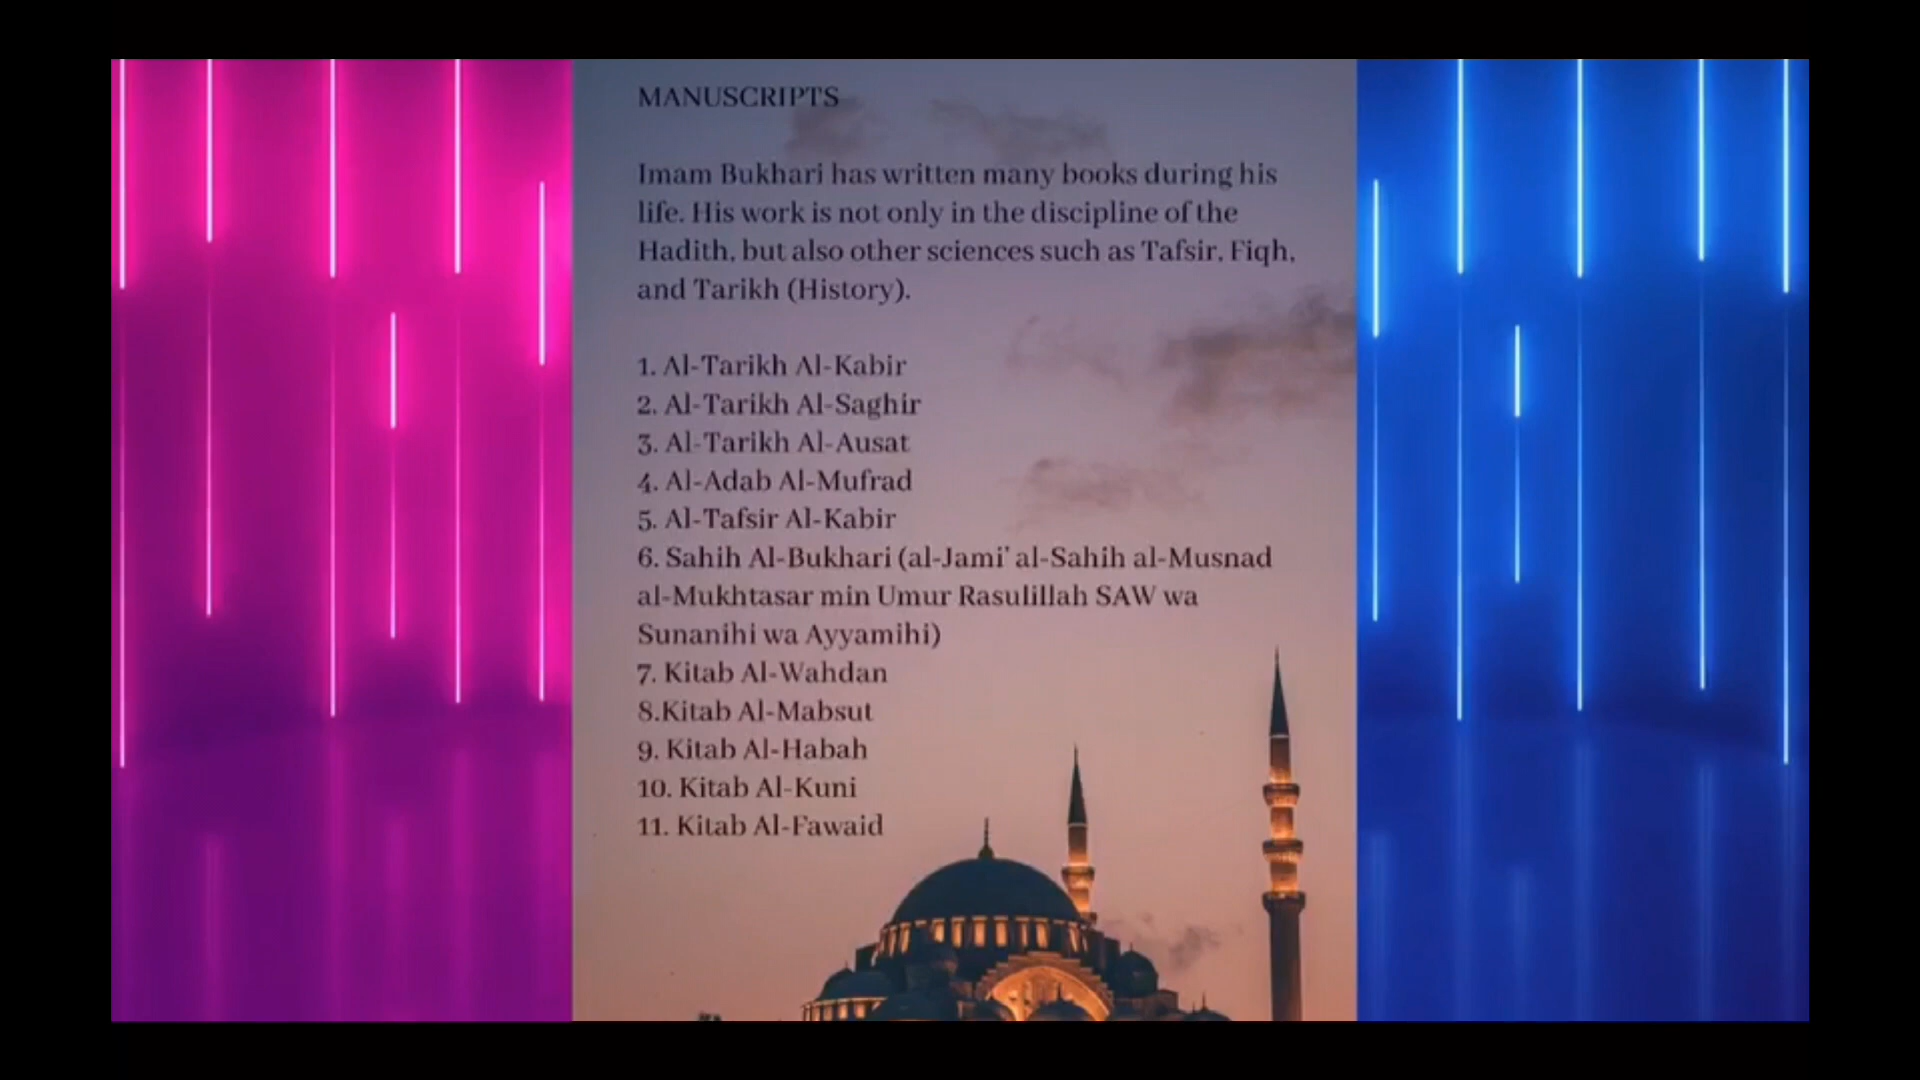 MANUSCRIPTS
Imam Bukhari has written many books during his
life. His work is not only in the discipline of the
Hadith, but also other sciences such as Tafsir, Fiqh,
and Tarikh (History).
1. Al-Tarikh Al-Kabir
2. Al-Tarikh Al-Saghir
3. Al-Tarikh Al-Ausat
4. Al-Adab Al-Mufrad
5. Al-Tafsir Al-Kabir
6. Sahih Al-Bukhari (al-Jami’ al-Sahih al-Musnad
al-Mukhtasar min Umur Rasulillah SAW wa
Sunanihi wa Ayyamihi)
7. Kitab Al-Wahdan
8.Kitab Al-Mabsut
9. Kitab Al-Habah
10. Kitab Al-Kuni
11. Kitab Al-Fawaid